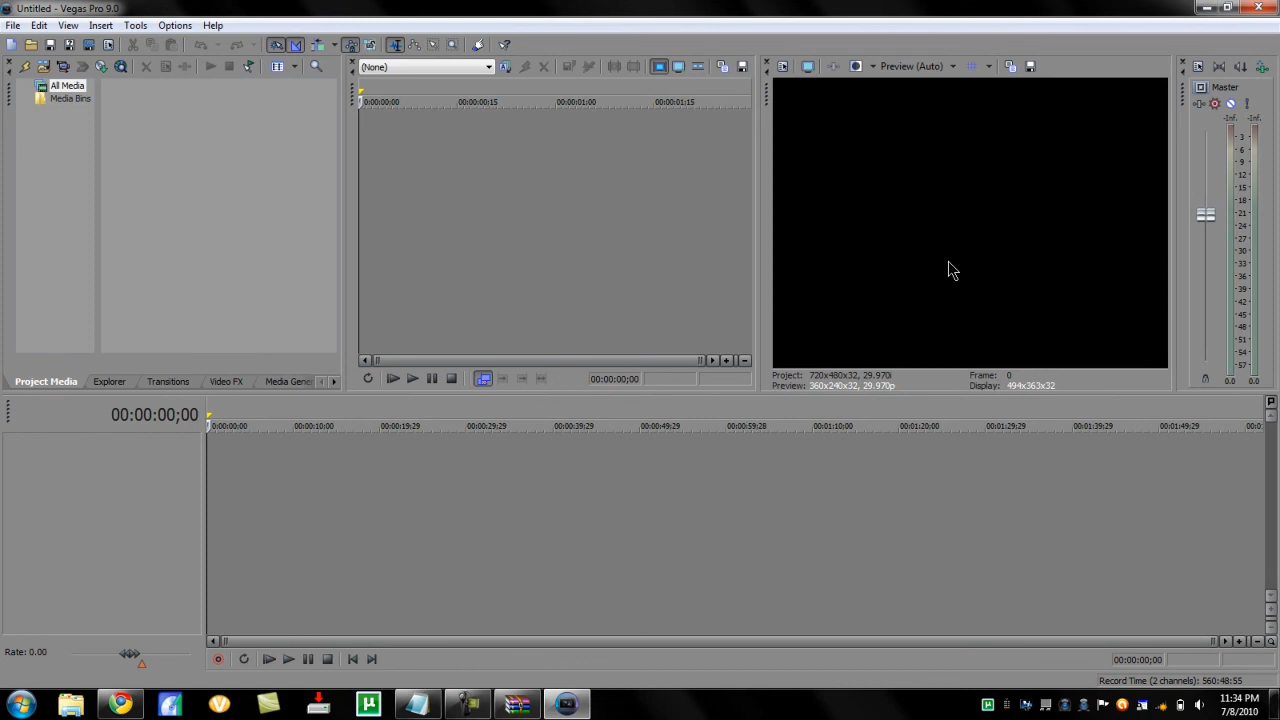 Untitled - Vegas Pro 9.0
File Edit View Insert Tools Options Help
All Media
Media Bins
(None)
0:00:00:00 00:00:00:15 00:00:01:00 00:00:01:15
Preview (Auto)
Master
-Inf. -Inf.
3
6
9
12
15
18
21
24
27
30
33
36
39
42
45
48
51
54
57
0.0 0.0
Project Media Explorer Transitions Video FX Media Gene
00:00:00;00
Project: 720x480x32, 29.970i Frame: 0
Preview: 360x240x32, 29.970p Display: 494x363x32
00:00:00;00
0:00:00:00 00:00:10:00 00:00:19:29 00:00:29:29 00:00:39:29 00:00:49:29 00:00:59:28 00:01:10:00 00:01:20:00 00:01:29:29 00:01:39:29 00:01:49:29
Rate: 0.00
00:00:00;00
Record Time (2 channels): 560:48:55
11:34 PM
7/8/2010